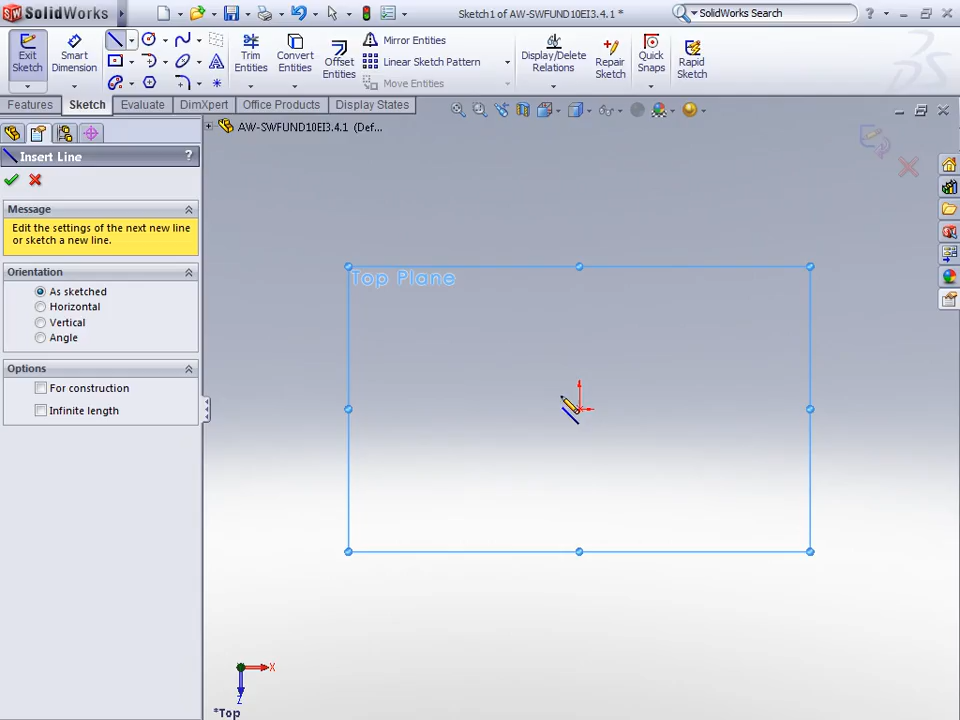 SW SolidWorks
Sketch1 of AW-SWFUND10EI3.4.1 *
SolidWorks Search
?
Exit Sketch
Smart Dimension
Trim Entities
Convert Entities
Offset Entities
Mirror Entities
Linear Sketch Pattern
Move Entities
Display/Delete Relations
Repair Sketch
Quick Snaps
Rapid Sketch
Features
Sketch
Evaluate
DimXpert
Office Products
Display States
AW-SWFUND10EI3.4.1 (Def...
Insert Line
?
Message
Edit the settings of the next new line
or sketch a new line.
Orientation
As sketched
Horizontal
Vertical
Angle
Options
For construction
Infinite length
Top Plane
X
Z
*Top